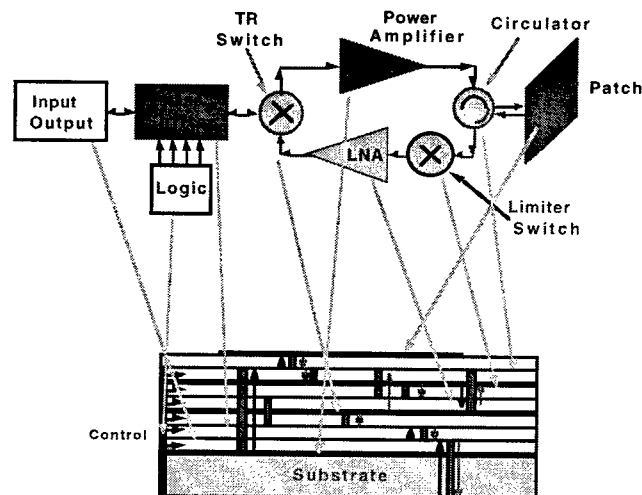 TR
Switch
Power
Amplifier
Circulator
Patch
Input
Output
Logic
LNA
Limiter
Switch
Control
Substrate